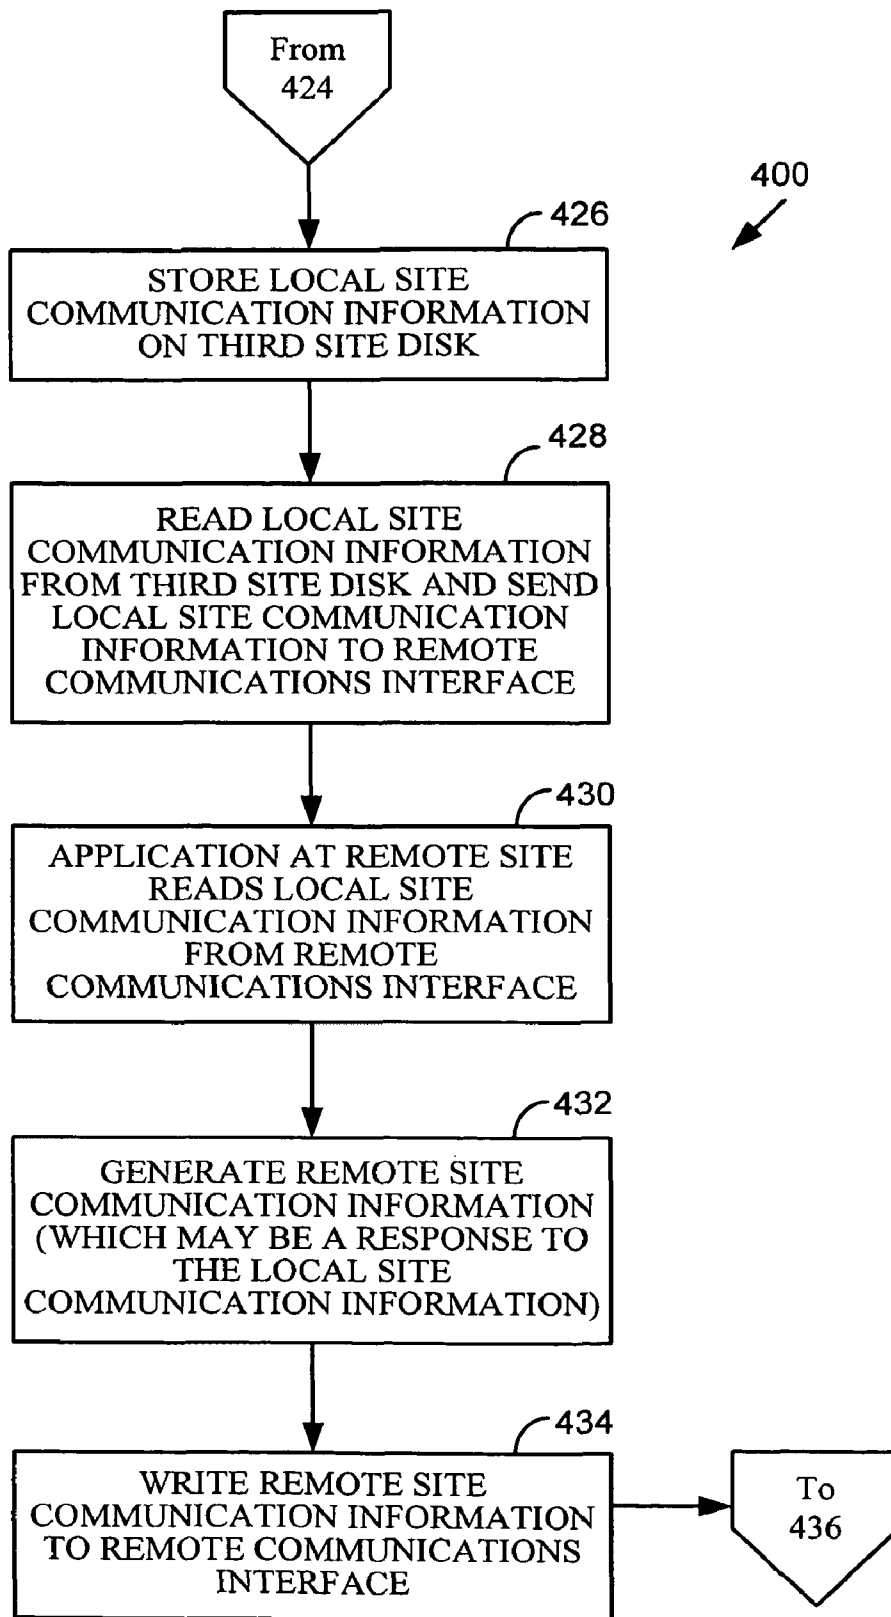 From
424
400
426
STORE LOCAL SITE
COMMUNICATION INFORMATION
ON THIRD SITE DISK
428
READ LOCAL SITE
COMMUNICATION INFORMATION
FROM THIRD SITE DISK AND SEND
LOCAL SITE COMMUNICATION
INFORMATION TO REMOTE
COMMUNICATIONS INTERFACE
430
APPLICATION AT REMOTE SITE
READS LOCAL SITE
COMMUNICATION INFORMATION
FROM REMOTE
COMMUNICATIONS INTERFACE
432
GENERATE REMOTE SITE
COMMUNICATION INFORMATION
(WHICH MAY BE A RESPONSE TO
THE LOCAL SITE
COMMUNICATION INFORMATION)
434
WRITE REMOTE SITE
COMMUNICATION INFORMATION
TO REMOTE COMMUNICATIONS
INTERFACE
To
436